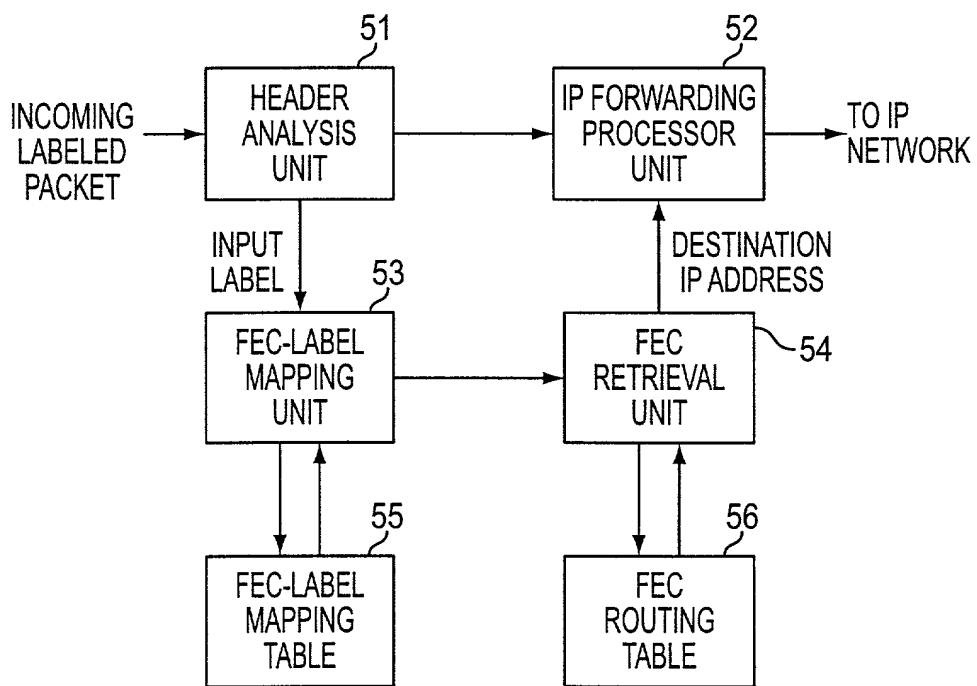 51
52
INCOMING
LABELED
PACKET
HEADER
ANALYSIS
UNIT
IP FORWARDING
PROCESSOR
UNIT
TO IP
NETWORK
INPUT
LABEL
DESTINATION
IP ADDRESS
53
54
FEC-LABEL
MAPPING
UNIT
FEC
RETRIEVAL
UNIT
55
56
FEC-LABEL
MAPPING
TABLE
FEC
ROUTING
TABLE